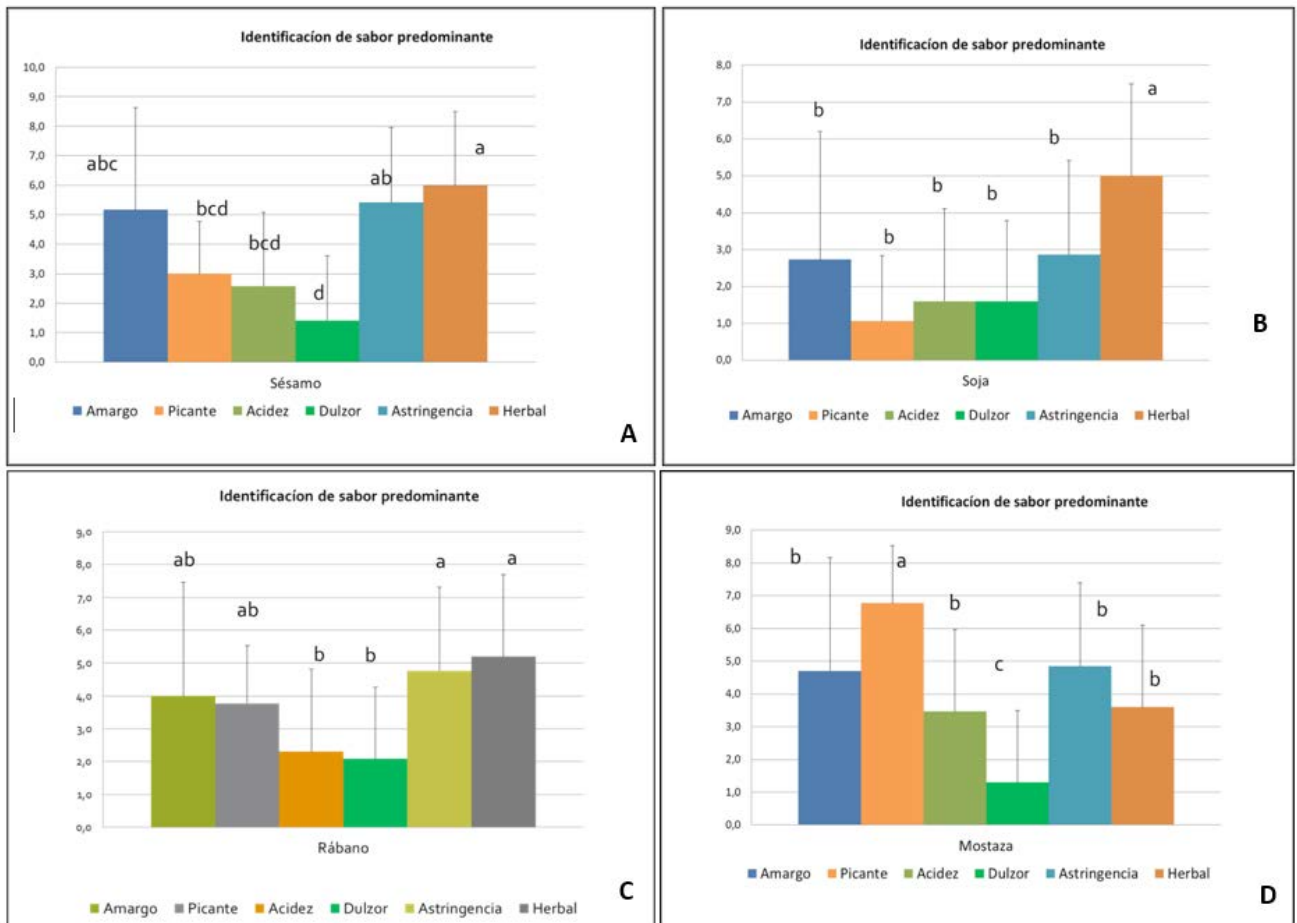 Identificacíon de sabor predominante
10,0
9,0
8,0
7,0
6,0
5,0
4,0
3,0
2,0
1,0
0,0
abc
bcd
bcd
d
ab
a
Sésamo
Amargo Picante Acidez Dulzor Astringencia Herbal
A
Identificacíon de sabor predominante
8,0
7,0
6,0
5,0
4,0
3,0
2,0
1,0
0,0
b
b
b
b
b
a
Soja
Amargo Picante Acidez Dulzor Astringencia Herbal
B
Identificacíon de sabor predominante
9,0
8,0
7,0
6,0
5,0
4,0
3,0
2,0
1,0
0,0
ab
ab
b
b
a
a
Rábano
Amargo Picante Acidez Dulzor Astringencia Herbal
C
Identificacíon de sabor predominante
9,0
8,0
7,0
6,0
5,0
4,0
3,0
2,0
1,0
0,0
b
a
b
c
b
b
Mostaza
Amargo Picante Acidez Dulzor Astringencia Herbal
D